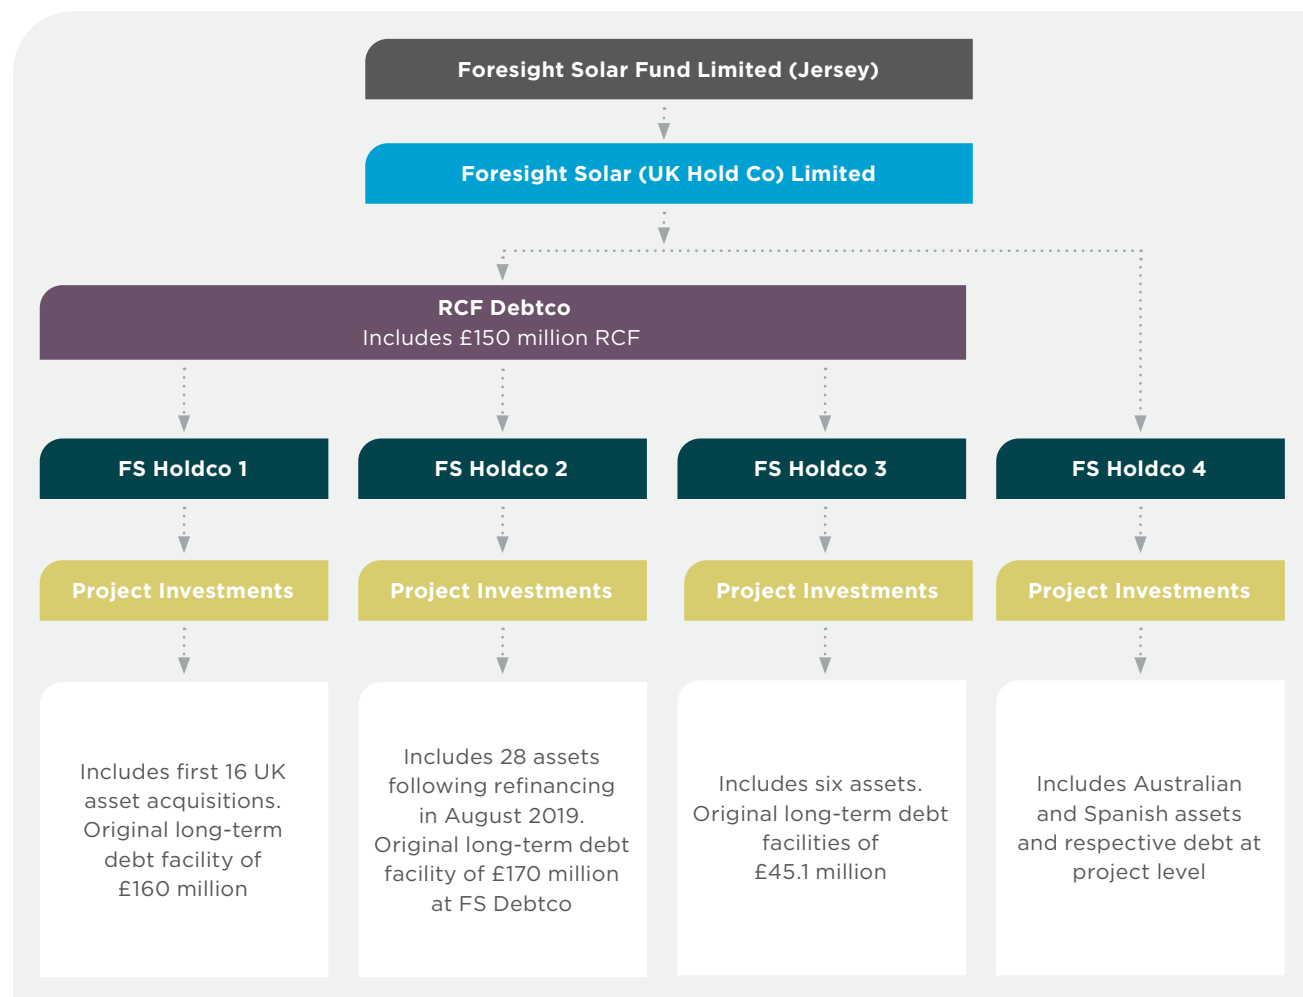 Foresight Solar Fund Limited (Jersey)
Foresight Solar (UK Hold Co) Limited
RCF Debtco
Includes £150 million RCF
FS Holdco 1
FS Holdco 2
FS Holdco 3
FS Holdco 4
Project Investments
Project Investments
Project Investments
Project Investments
Includes first 16 UK
asset acquisitions.
Original long-term
debt facility of
£160 million
Includes 28 assets
following refinancing
in August 2019.
Original long-term debt
facility of £170 million
at FS Debtco
Includes six assets.
Original long-term debt
facilities of
£45.1 million
Includes Australian
and Spanish assets
and respective debt at
project level